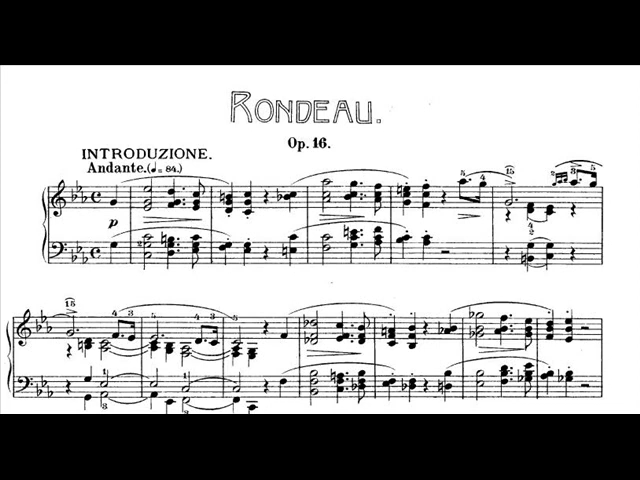 RONDEAU.
Op. 16.
INTRODUZIONE.
Andante. (♩= 84.)
p